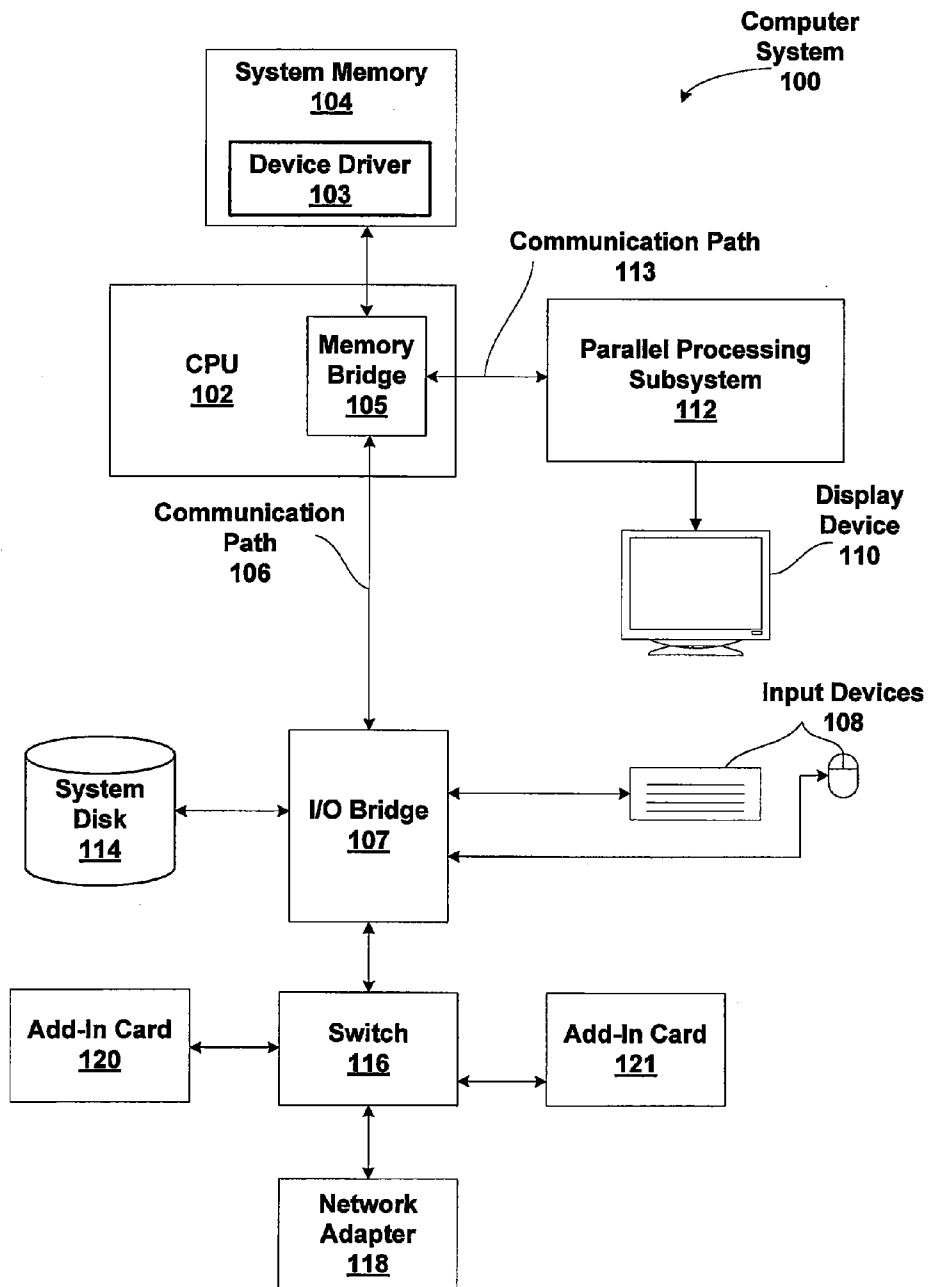 Computer
System
100
System Memory
104
Device Driver
103
Communication Path
113
CPU
102
Memory
Bridge
105
Parallel Processing
Subsystem
112
Communication
Path
106
Display
Device
110
Input Devices
108
System
Disk
114
I/O Bridge
107
Add-In Card
120
Switch
116
Add-In Card
121
Network
Adapter
118